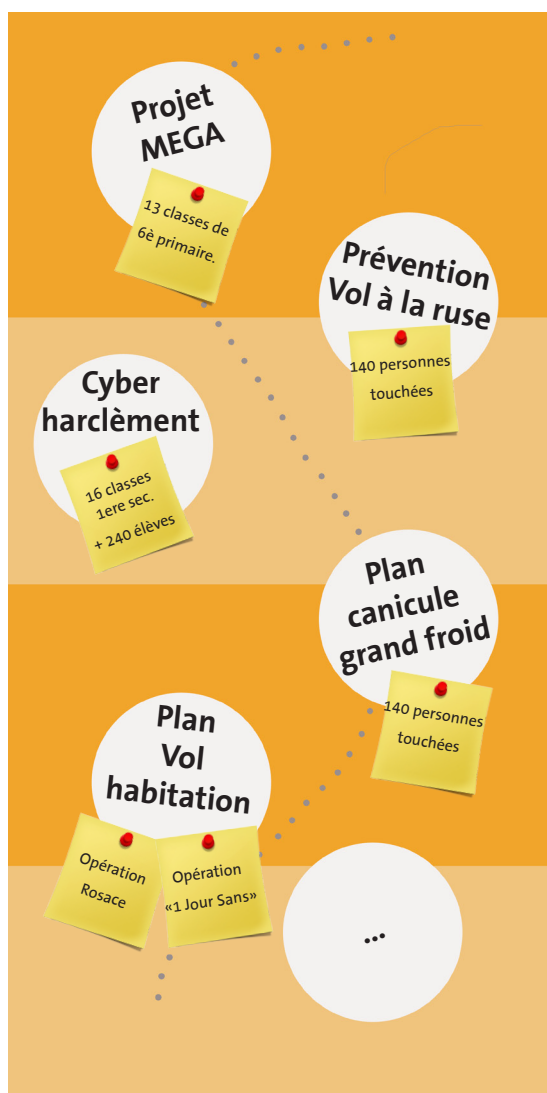 Projet
MEGA
13 classes de
6è primaire.
Prévention
Vol à la ruse
140 personnes
touchées
Cyber
harclèment
16 classes
1ere sec.
+ 240 élèves
Plan
canicule
grand froid
140 personnes
touchées
Plan
Vol
habitation
Opération
Rosace
Opération
«1 Jour Sans»
...